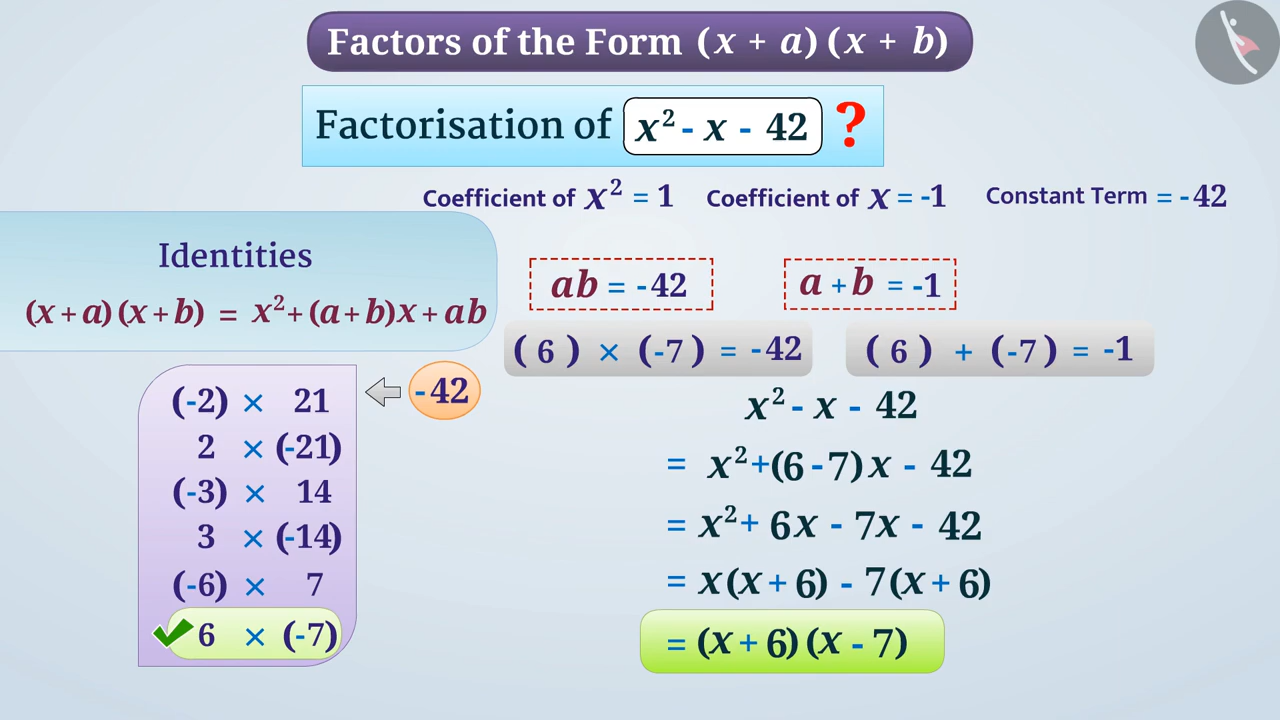 Factors of the Form (x + a) (x + b)
Factorisation of x² - x - 42 ?
Coefficient of x² = 1 Coefficient of x = -1 Constant Term = -42
Identities
(x + a) (x + b) = x² + (a + b)x + ab
ab = -42 a + b = -1
( 6 ) × (-7 ) = -42 ( 6 ) + (-7 ) = -1
-42
(-2) × 21
2 × (-21)
(-3) × 14
3 × (-14)
(-6) × 7
✔ 6 × (-7)
x² - x - 42
= x² + (6 - 7)x - 42
= x² + 6x - 7x - 42
= x(x + 6) - 7(x + 6)
= (x + 6) (x - 7)